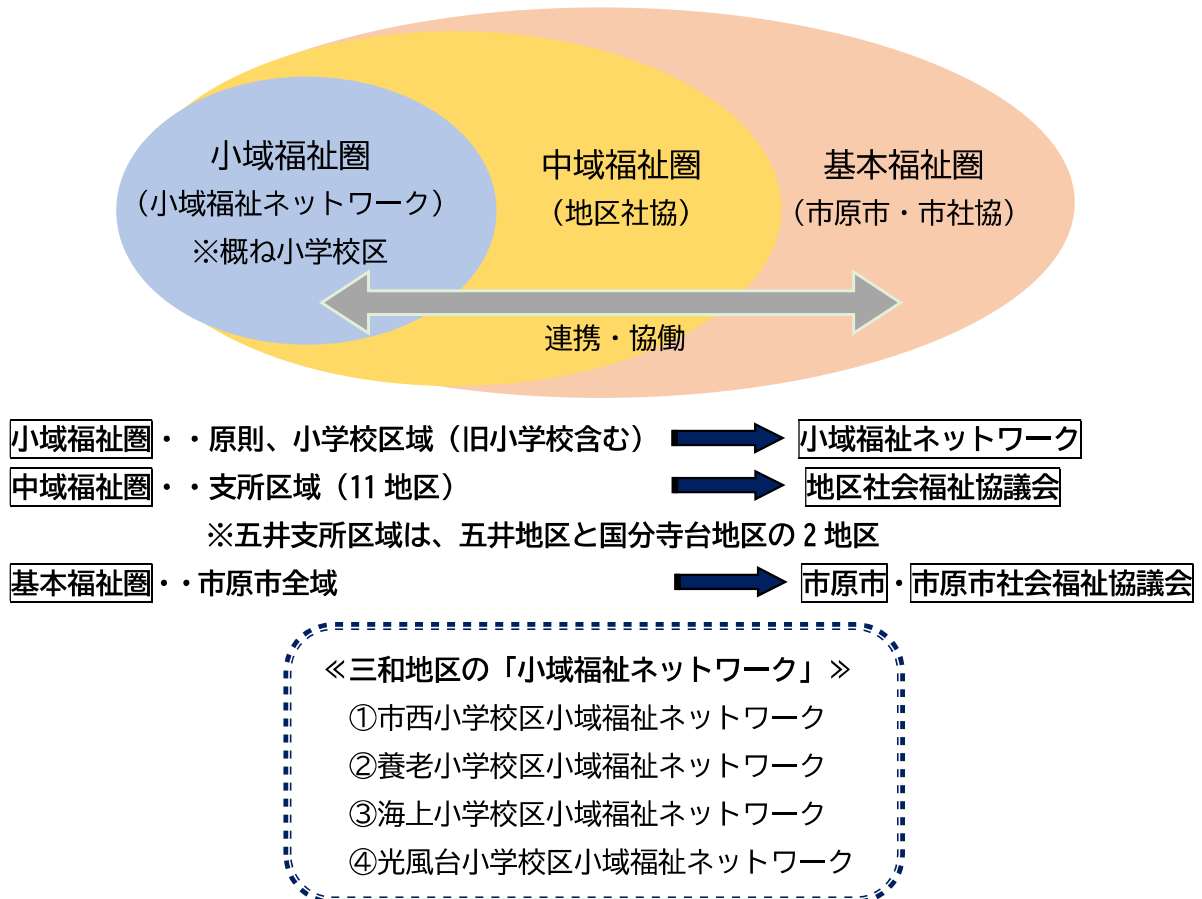 小域福祉圏
（小域福祉ネットワーク）
※概ね小学校区
中域福祉圏
（地区社協）
基本福祉圏
（市原市・市社協）
連携・協働
小域福祉圏・・原則、小学校区域（旧小学校含む） 小域福祉ネットワーク
中域福祉圏・・支所区域（11 地区） 地区社会福祉協議会
※五井支所区域は、五井地区と国分寺台地区の 2 地区
基本福祉圏・・市原市全域 市原市・市原市社会福祉協議会
≪三和地区の「小域福祉ネットワーク」≫
①市西小学校区小域福祉ネットワーク
②養老小学校区小域福祉ネットワーク
③海上小学校区小域福祉ネットワーク
④光風台小学校区小域福祉ネットワーク